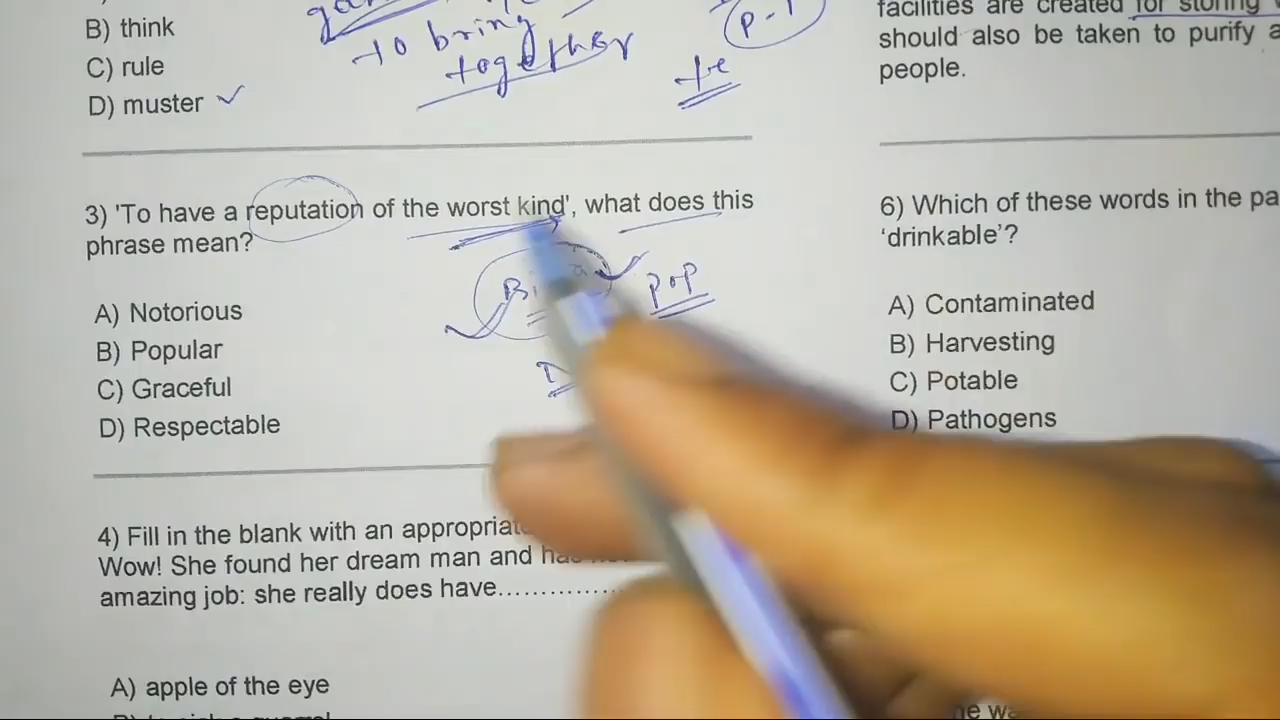 B) think
C) rule
D) muster ✓
to bring
together
+e
3) 'To have a reputation of the worst kind', what does this
phrase mean?
pop
A) Notorious
B) Popular
C) Graceful
D) Respectable
4) Fill in the blank with an
Wow! She found her dream man and
amazing job: she really does have..............
A) apple of the eye
facilities are created for storing
should also be taken to purify
people.
6) Which of these words in the
'drinkable'?
A) Contaminated
B) Harvesting
C) Potable
D) Pathogens